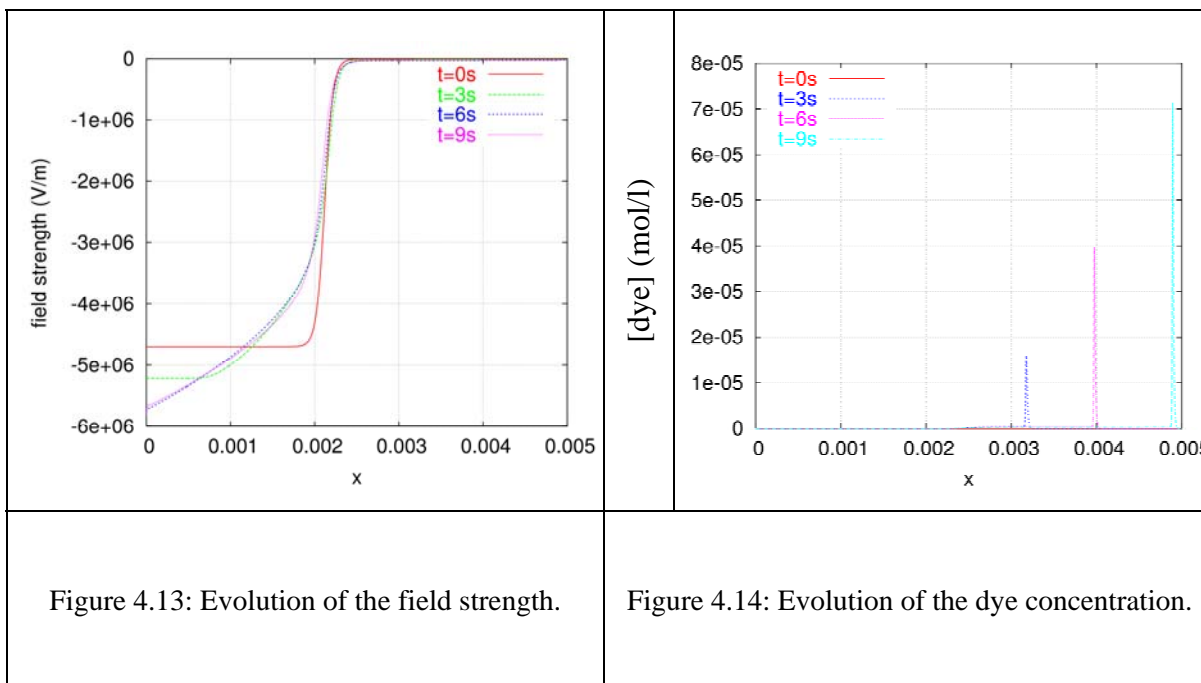 0
-1e+06
-2e+06
-3e+06
-4e+06
-5e+06
-6e+06
field strength (V/m)
t=0s
t=3s
t=6s
t=9s
0 0.001 0.002 0.003 0.004 0.005
x
[dye] (mol/l)
8e-05
7e-05
6e-05
5e-05
4e-05
3e-05
2e-05
1e-05
0
t=0s
t=3s
t=6s
t=9s
0 0.001 0.002 0.003 0.004 0.005
x
Figure 4.13: Evolution of the field strength.
Figure 4.14: Evolution of the dye concentration.